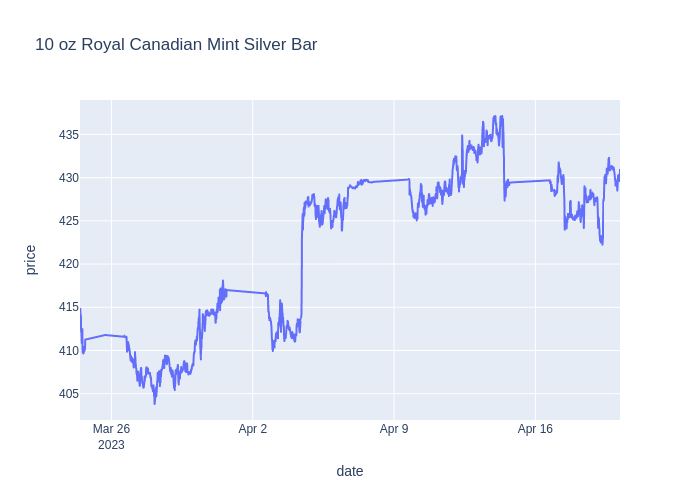 10 oz Royal Canadian Mint Silver Bar
price
435
430
425
420
415
410
405
Mar 26
2023
Apr 2
Apr 9
Apr 16
date